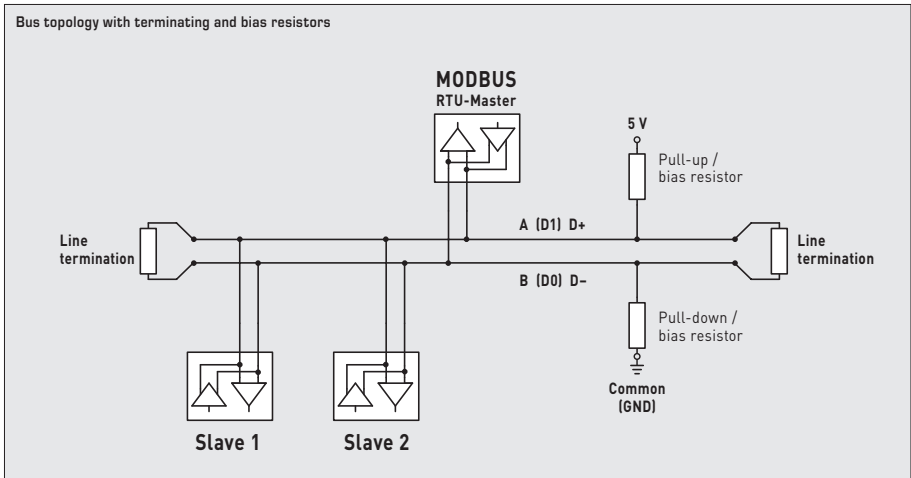 Bus topology with terminating and bias resistors
MODBUS
RTU-Master
5 V
Pull-up /
bias resistor
A (D1) D+
Line
termination
Line
termination
B (D0) D–
Pull-down /
bias resistor
Common
(GND)
Slave 1
Slave 2